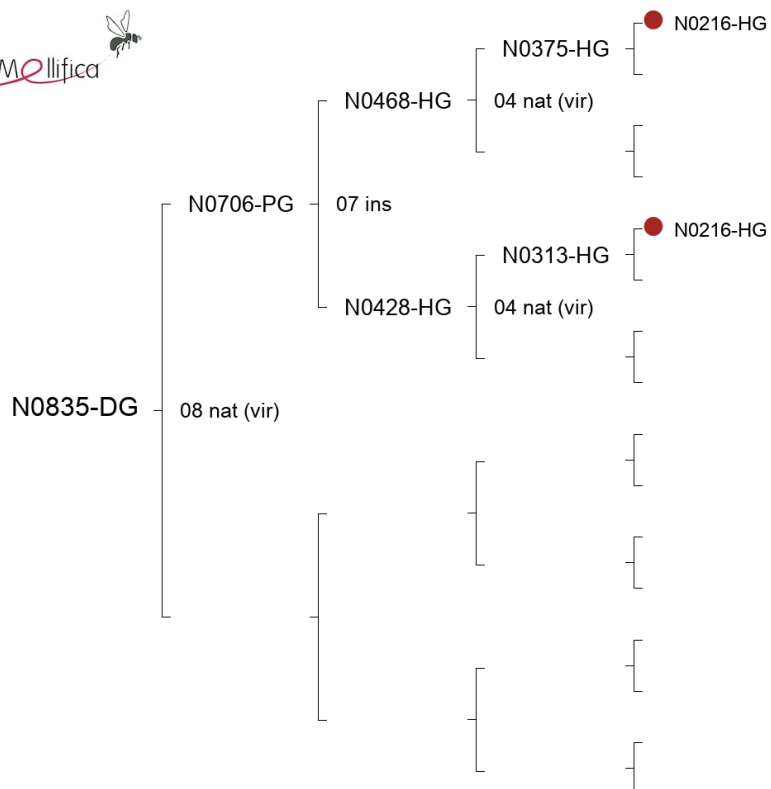 Mellifica
N0216-HG
N0375-HG
N0468-HG
04 nat (vir)
N0706-PG
07 ins
N0216-HG
N0313-HG
N0428-HG
04 nat (vir)
N0835-DG
08 nat (vir)